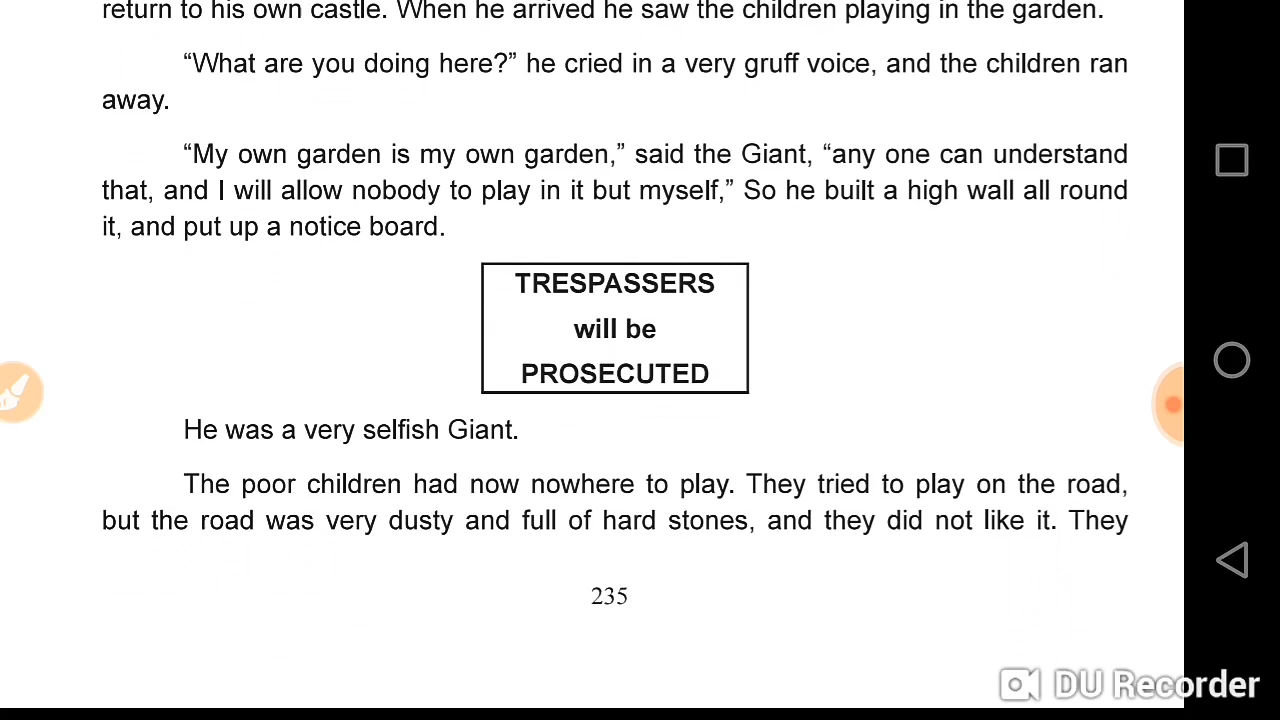 return to his own castle. When he arrived he saw the children playing in the garden.
“What are you doing here?” he cried in a very gruff voice, and the children ran
away.
“My own garden is my own garden,” said the Giant, “any one can understand
that, and I will allow nobody to play in it but myself,” So he built a high wall all round
it, and put up a notice board.
TRESPASSERS
will be
PROSECUTED
He was a very selfish Giant.
The poor children had now nowhere to play. They tried to play on the road,
but the road was very dusty and full of hard stones, and they did not like it. They
235
DU Recorder